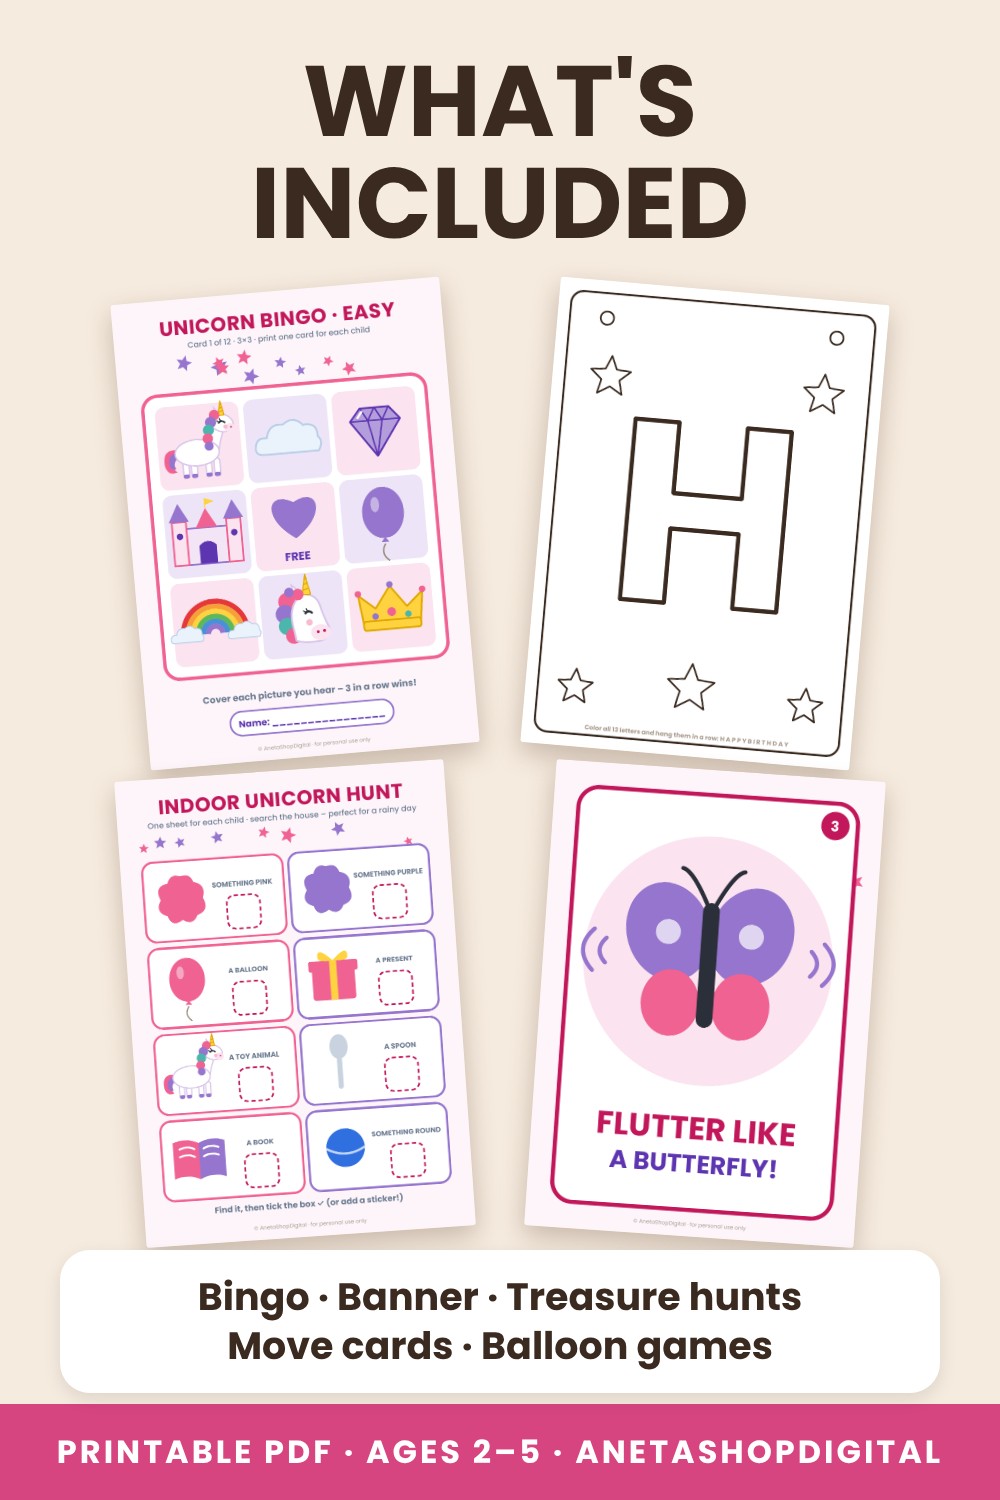 WHAT'S
INCLUDED
UNICORN BINGO · EASY
Card 1 of 12 · 3×3 · print one card for each child
FREE
Cover each picture you hear – 3 in a row wins!
Name: ________________
© AnetaShopDigital · for personal use only
H
Color all 13 letters and hang them in a row: H A P P Y B I R T H D A Y
INDOOR UNICORN HUNT
One sheet for each child · search the house – perfect for a rainy day
SOMETHING PINK
SOMETHING PURPLE
A BALLOON
A PRESENT
A TOY ANIMAL
A SPOON
A BOOK
SOMETHING ROUND
Find it, then tick the box ✓ (or add a sticker!)
© AnetaShopDigital · for personal use only
3
FLUTTER LIKE
A BUTTERFLY!
© AnetaShopDigital · for personal use only
Bingo · Banner · Treasure hunts
Move cards · Balloon games
PRINTABLE PDF · AGES 2–5 · ANETASHOPDIGITAL